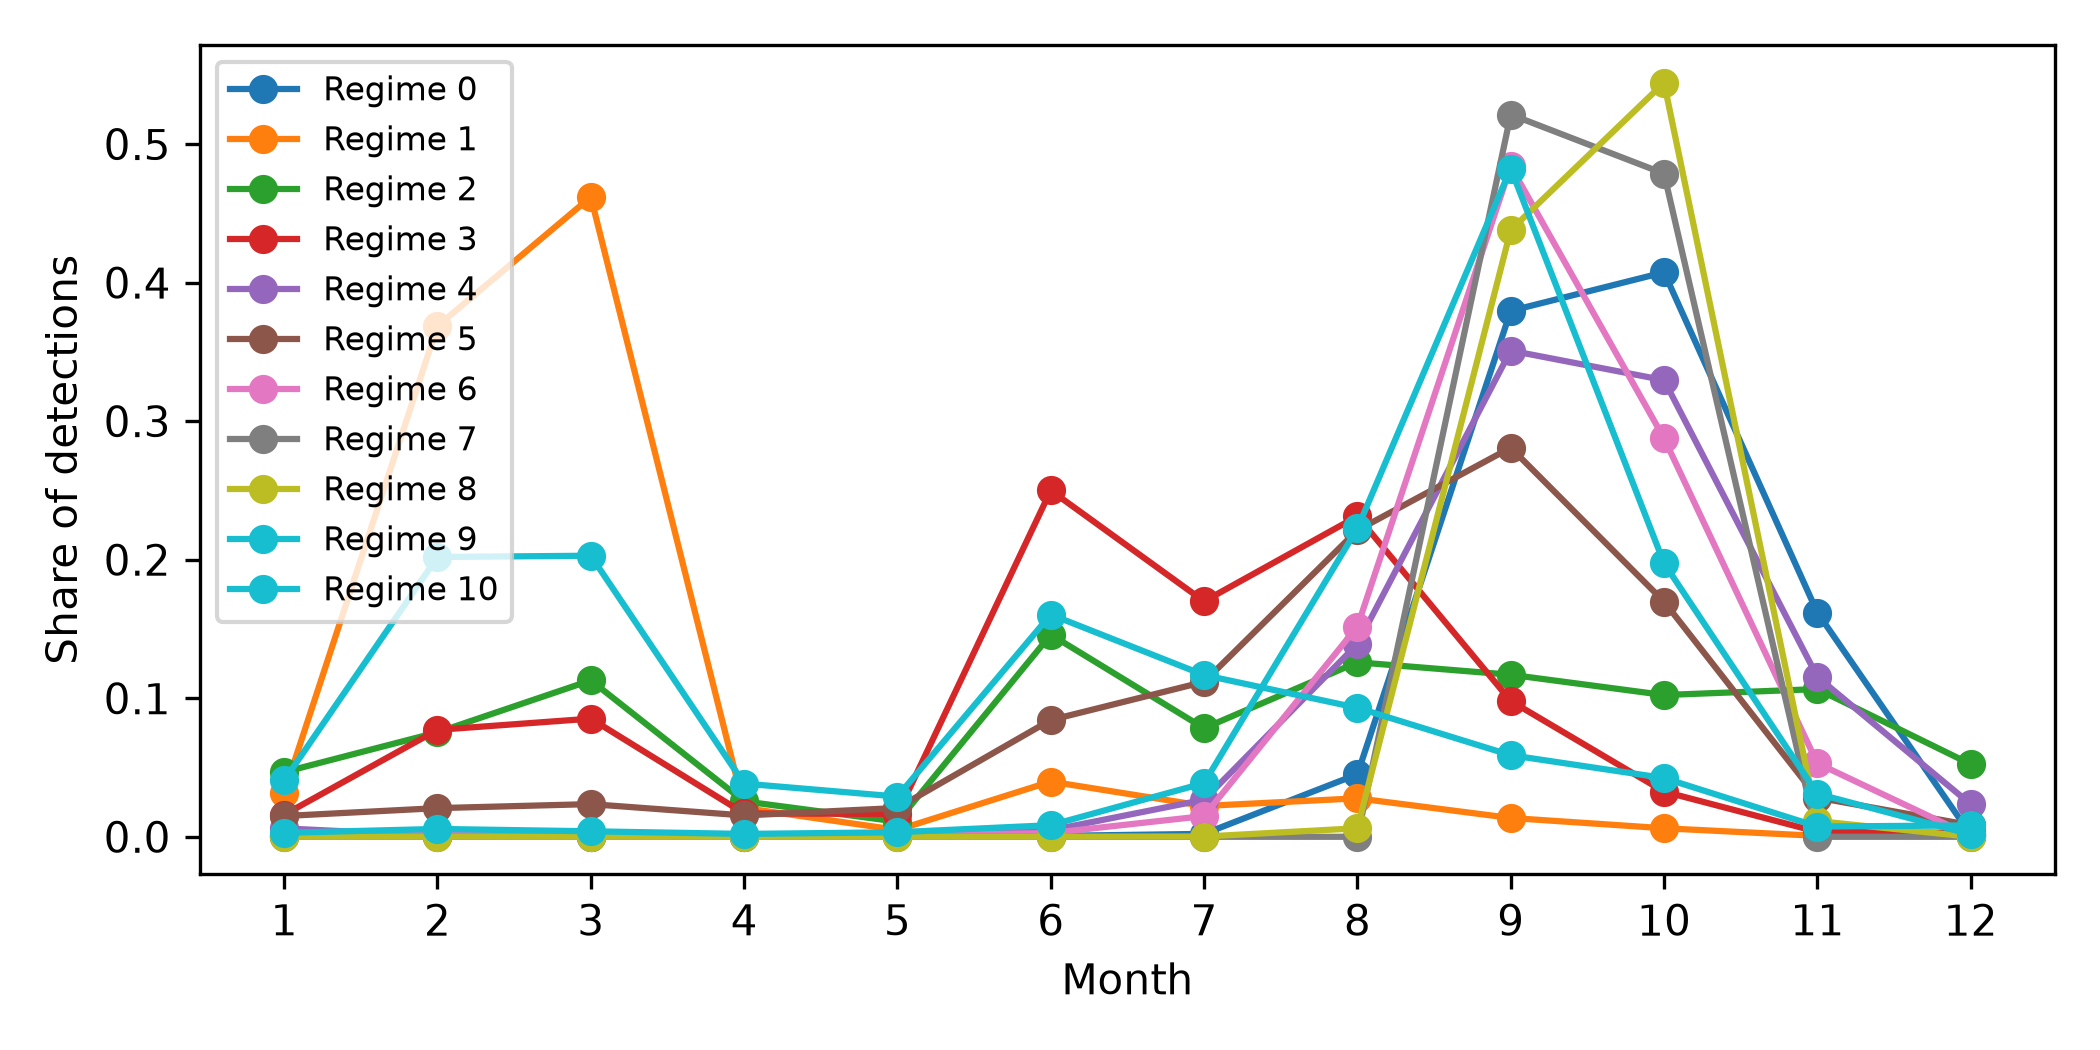 Regime 0
Regime 1
Regime 2
Regime 3
Regime 4
Regime 5
Regime 6
Regime 7
Regime 8
Regime 9
Regime 10
Share of detections
0.5
0.4
0.3
0.2
0.1
0.0
1 2 3 4 5 6 7 8 9 10 11 12
Month